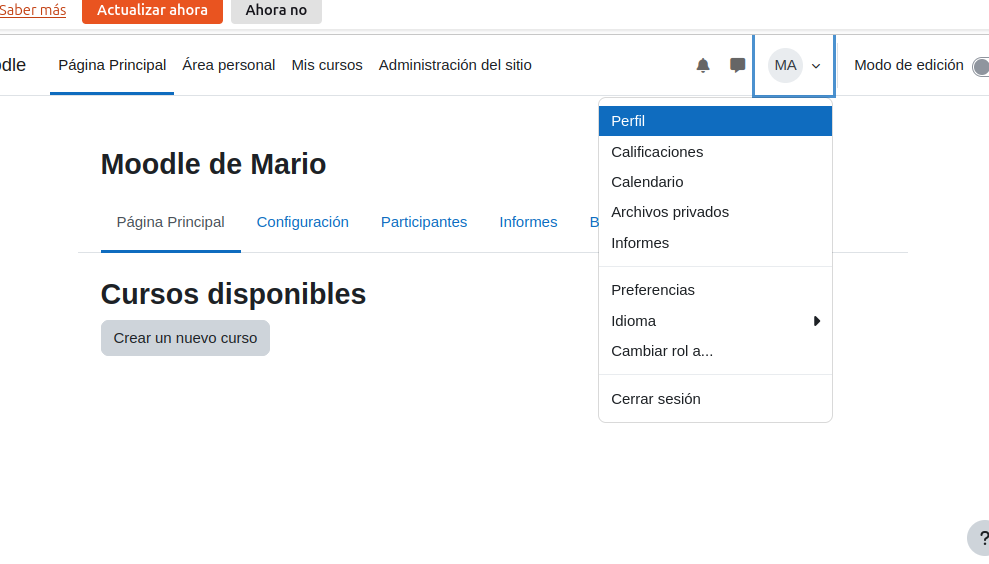 Saber más Actualizar ahora Ahora no
Página Principal Área personal Mis cursos Administración del sitio MA Modo de edición
Perfil
Calificaciones
Calendario
Archivos privados
Informes
Preferencias
Idioma
Cambiar rol a...
Cerrar sesión
Moodle de Mario
Página Principal Configuración Participantes Informes B
Cursos disponibles
Crear un nuevo curso
?